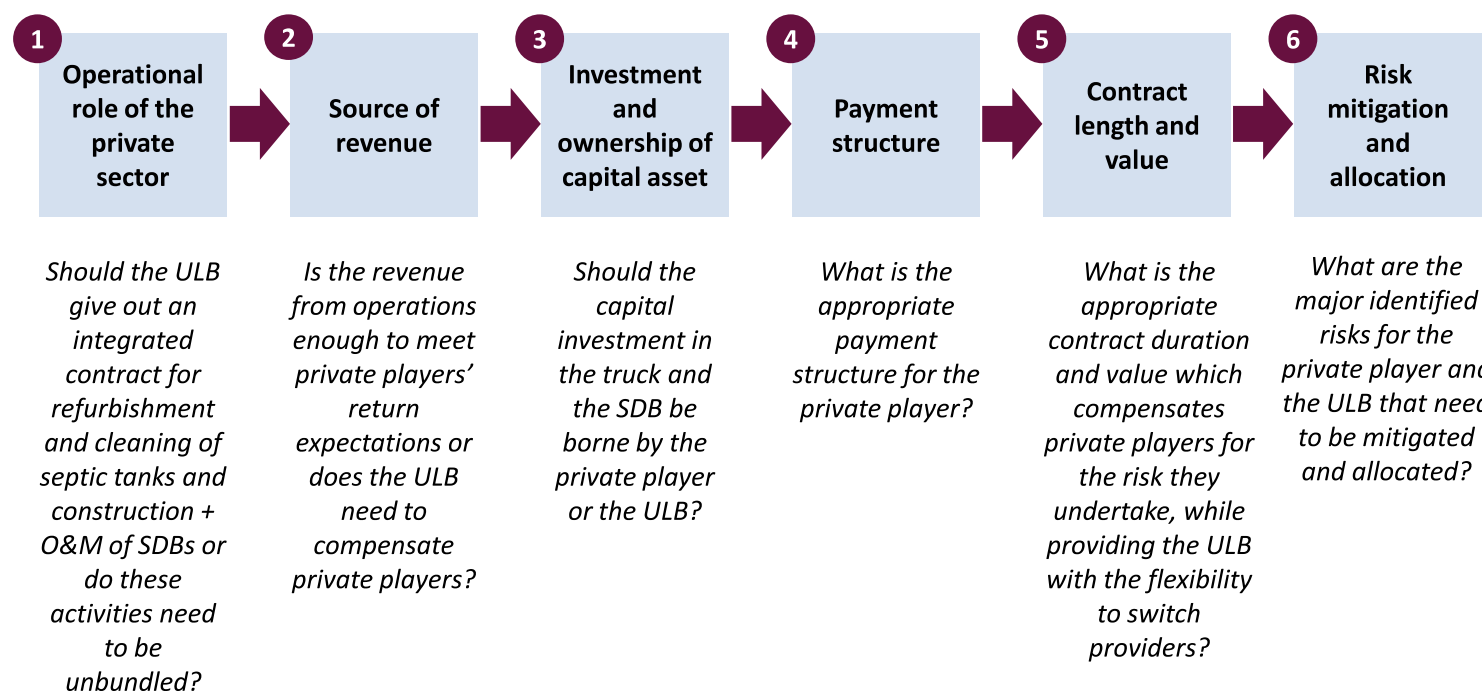 1
Operational
role of the
private
sector
Should the ULB
give out an
integrated
contract for
refurbishment
and cleaning of
septic tanks and
construction +
O&M of SDBs or
do these
activities need
to be
unbundled?
2
Source of
revenue
Is the revenue
from operations
enough to meet
private players’
return
expectations or
does the ULB
need to
compensate
private players?
3
Investment
and
ownership of
capital asset
Should the
capital
investment in
the truck and
the SDB be
borne by the
private player
or the ULB?
4
Payment
structure
What is the
appropriate
payment
structure for the
private player?
5
Contract
length and
value
What is the
appropriate
contract duration
and value which
compensates
private players for
the risk they
undertake, while
providing the ULB
with the flexibility
to switch
providers?
6
Risk
mitigation
and
allocation
What are the
major identified
risks for the
private player and
the ULB that need
to be mitigated
and allocated?